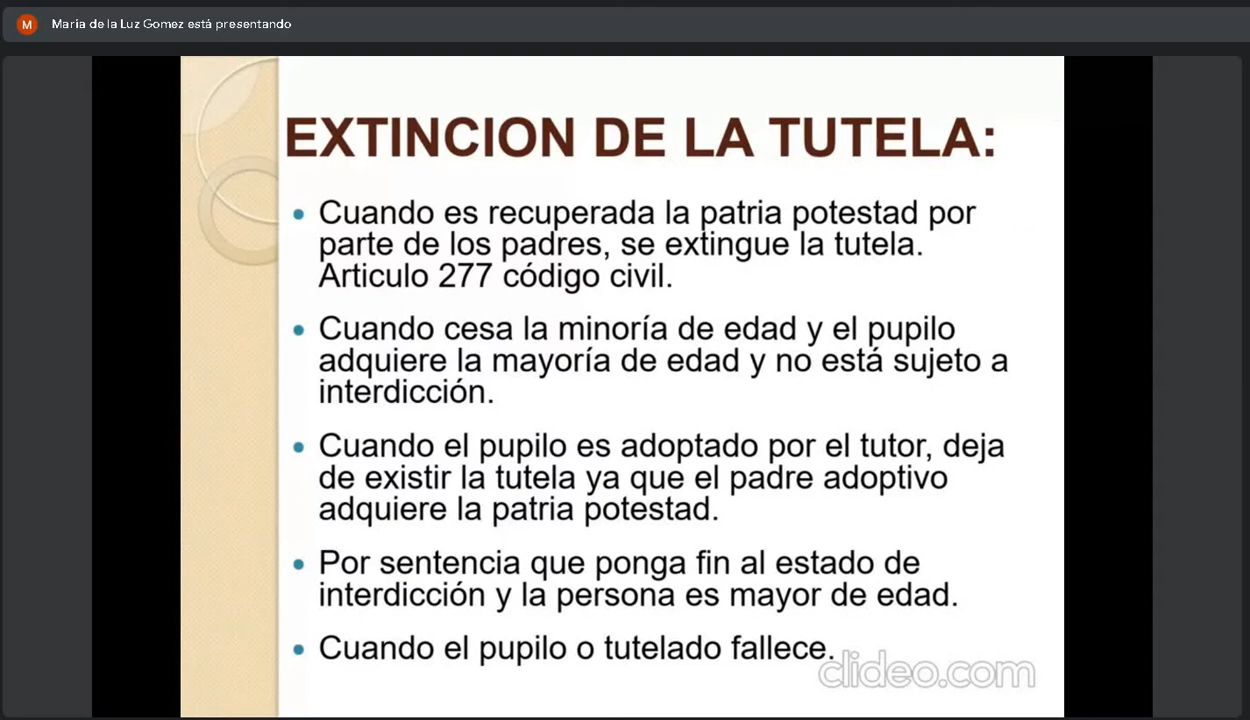 M
Maria de la Luz Gomez está presentando
EXTINCION DE LA TUTELA:
• Cuando es recuperada la patria potestad por
parte de los padres, se extingue la tutela.
Articulo 277 código civil.
• Cuando cesa la minoría de edad y el pupilo
adquiere la mayoría de edad y no está sujeto a
interdicción.
• Cuando el pupilo es adoptado por el tutor, deja
de existir la tutela ya que el padre adoptivo
adquiere la patria potestad.
• Por sentencia que ponga fin al estado de
interdicción y la persona es mayor de edad.
• Cuando el pupilo o tutelado fallece.
clideo.com